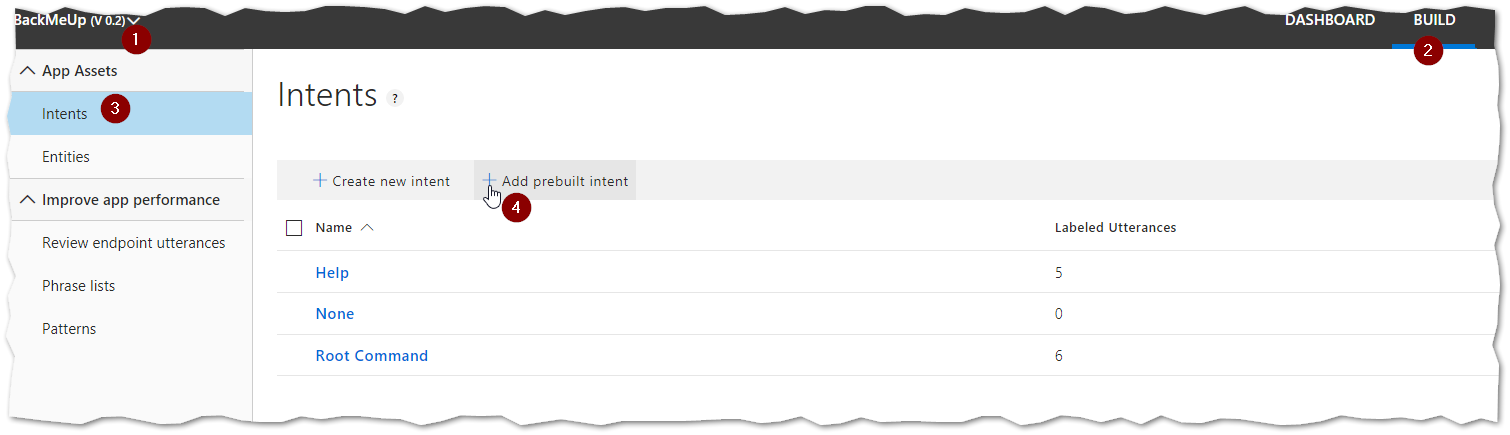 BackMeUp (V 0.2)
DASHBOARD
BUILD
1
2
App Assets
Intents
3
Entities
Improve app performance
Review endpoint utterances
Phrase lists
Patterns
Intents ?
Create new intent
Add prebuilt intent
4
Name
Labeled Utterances
Help 5
None 0
Root Command 6